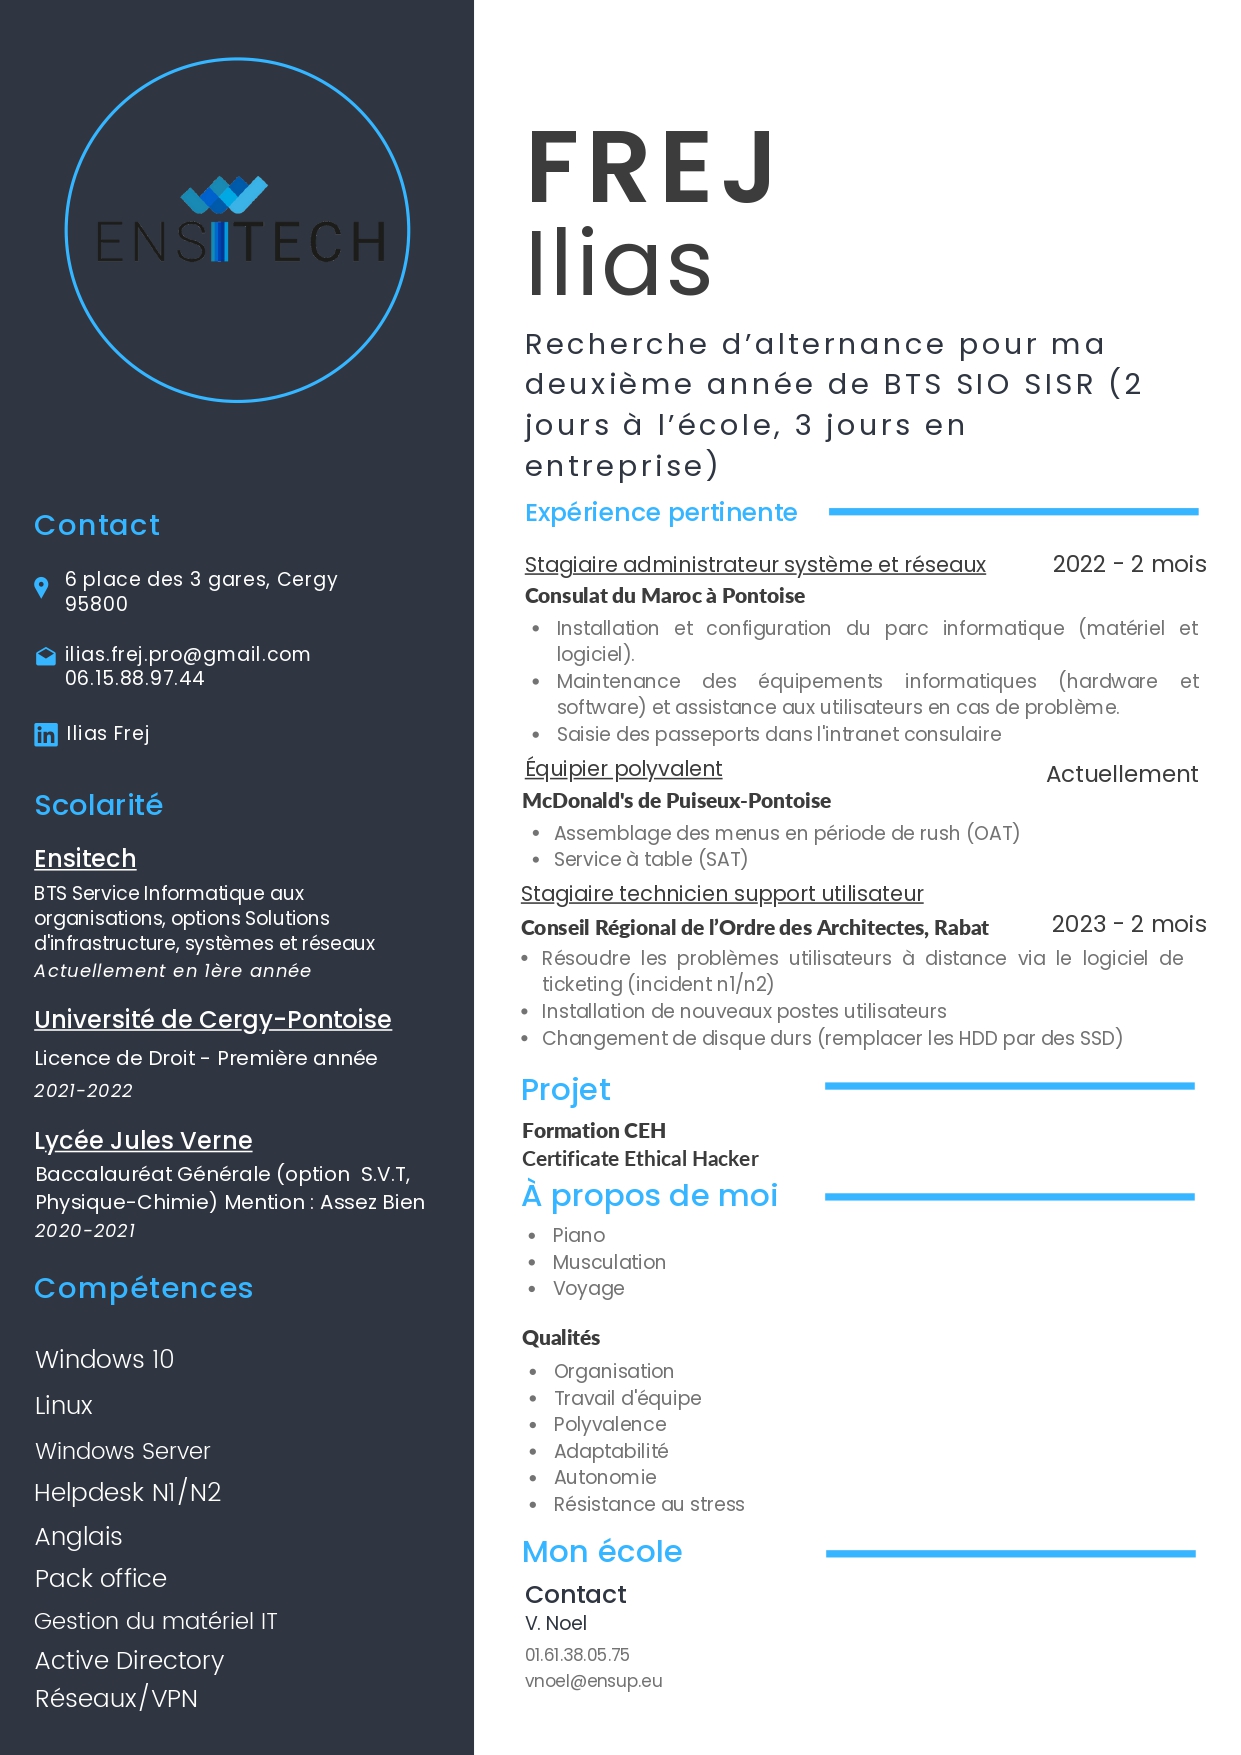 ENSITECH
Contact
6 place des 3 gares, Cergy
95800
ilias.frej.pro@gmail.com
06.15.88.97.44
Ilias Frej
Scolarité
Ensitech
BTS Service Informatique aux
organisations, options Solutions
d'infrastructure, systèmes et réseaux
Actuellement en 1ère année
Université de Cergy-Pontoise
Licence de Droit - Première année
2021-2022
Lycée Jules Verne
Baccalauréat Générale (option S.V.T,
Physique-Chimie) Mention : Assez Bien
2020-2021
Compétences
Windows 10
Linux
Windows Server
Helpdesk N1/N2
Anglais
Pack office
Gestion du matériel IT
Active Directory
Réseaux/VPN
FREJ
Ilias
Recherche d’alternance pour ma
deuxième année de BTS SIO SISR (2
jours à l’école, 3 jours en
entreprise)
Expérience pertinente
Stagiaire administrateur système et réseaux 2022 - 2 mois
Consulat du Maroc à Pontoise
• Installation et configuration du parc informatique (matériel et
logiciel).
• Maintenance des équipements informatiques (hardware et
software) et assistance aux utilisateurs en cas de problème.
• Saisie des passeports dans l'intranet consulaire
Équipier polyvalent Actuellement
McDonald's de Puiseux-Pontoise
• Assemblage des menus en période de rush (OAT)
• Service à table (SAT)
Stagiaire technicien support utilisateur
Conseil Régional de l’Ordre des Architectes, Rabat 2023 - 2 mois
• Résoudre les problèmes utilisateurs à distance via le logiciel de
ticketing (incident n1/n2)
• Installation de nouveaux postes utilisateurs
• Changement de disque durs (remplacer les HDD par des SSD)
Projet
Formation CEH
Certificate Ethical Hacker
À propos de moi
• Piano
• Musculation
• Voyage
Qualités
• Organisation
• Travail d'équipe
• Polyvalence
• Adaptabilité
• Autonomie
• Résistance au stress
Mon école
Contact
V. Noel
01.61.38.05.75
vnoel@ensup.eu